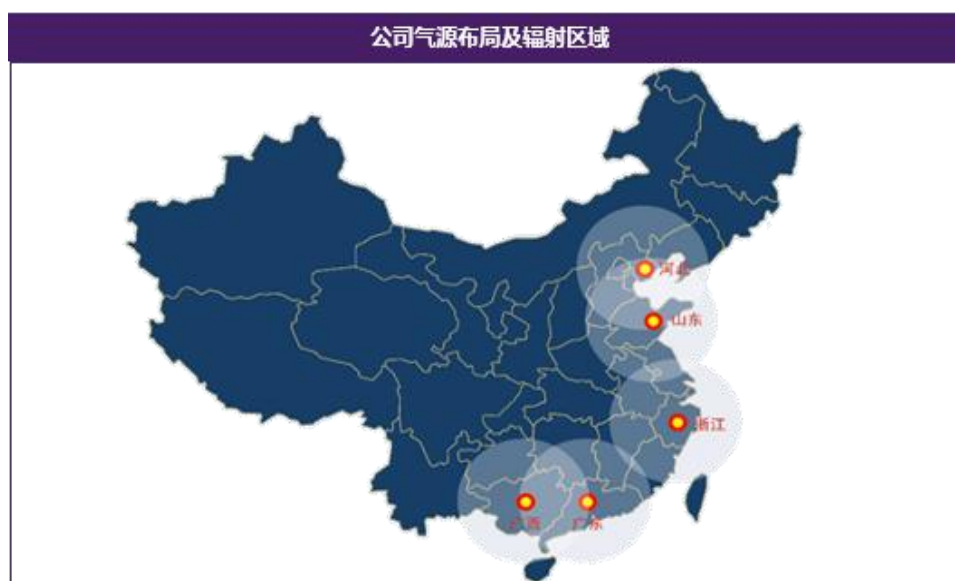 公司气源布局及辐射区域
河北
山东
浙江
广西
广东